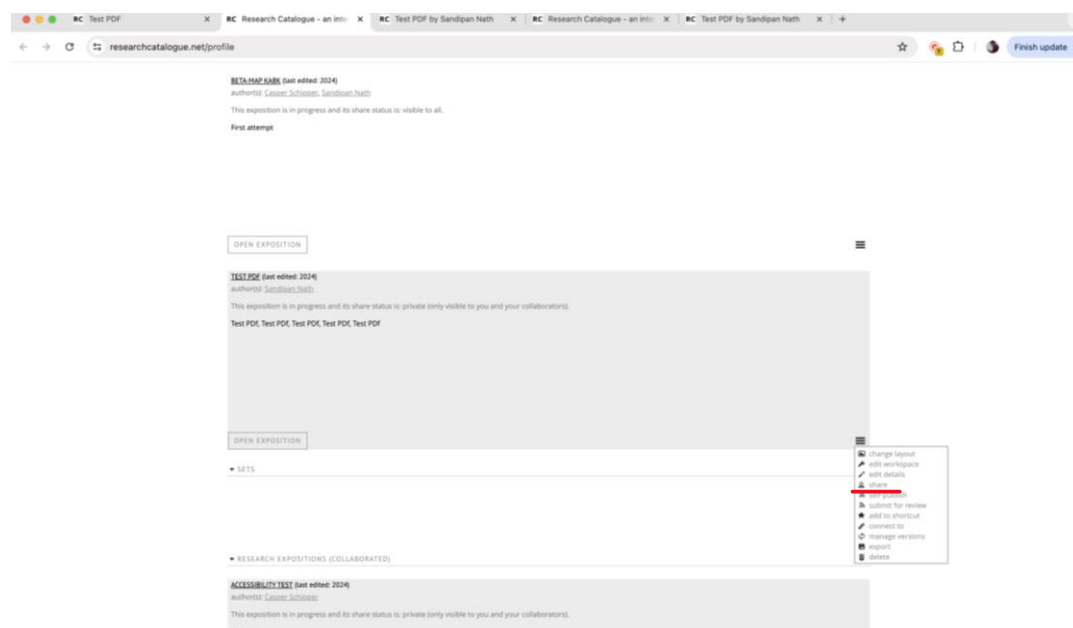 RC Test PDF
RC Research Catalogue - an inte
RC Test PDF by Sandipan Nath
RC Research Catalogue - an inte
RC Test PDF by Sandipan Nath
researchcatalogue.net/profile
Finish update
BETA-MAP KABK (last edited: 2024)
author(s): Casper Schipper, Sandipan Nath
This exposition is in progress and its share status is: visible to all.
First attempt
OPEN EXPOSITION
TEST PDF (last edited: 2024)
author(s): Sandipan Nath
This exposition is in progress and its share status is: private (only visible to you and your collaborators).
Test PDf, Test PDf, Test PDf, Test PDf, Test PDf
OPEN EXPOSITION
change layout
edit workspace
edit details
share
self-publish
submit for review
add to shortcut
connect to
manage versions
export
delete
SETS
RESEARCH EXPOSITIONS (COLLABORATED)
ACCESSIBILITY TEST (last edited: 2024)
author(s): Casper Schipper
This exposition is in progress and its share status is: private (only visible to you and your collaborators).